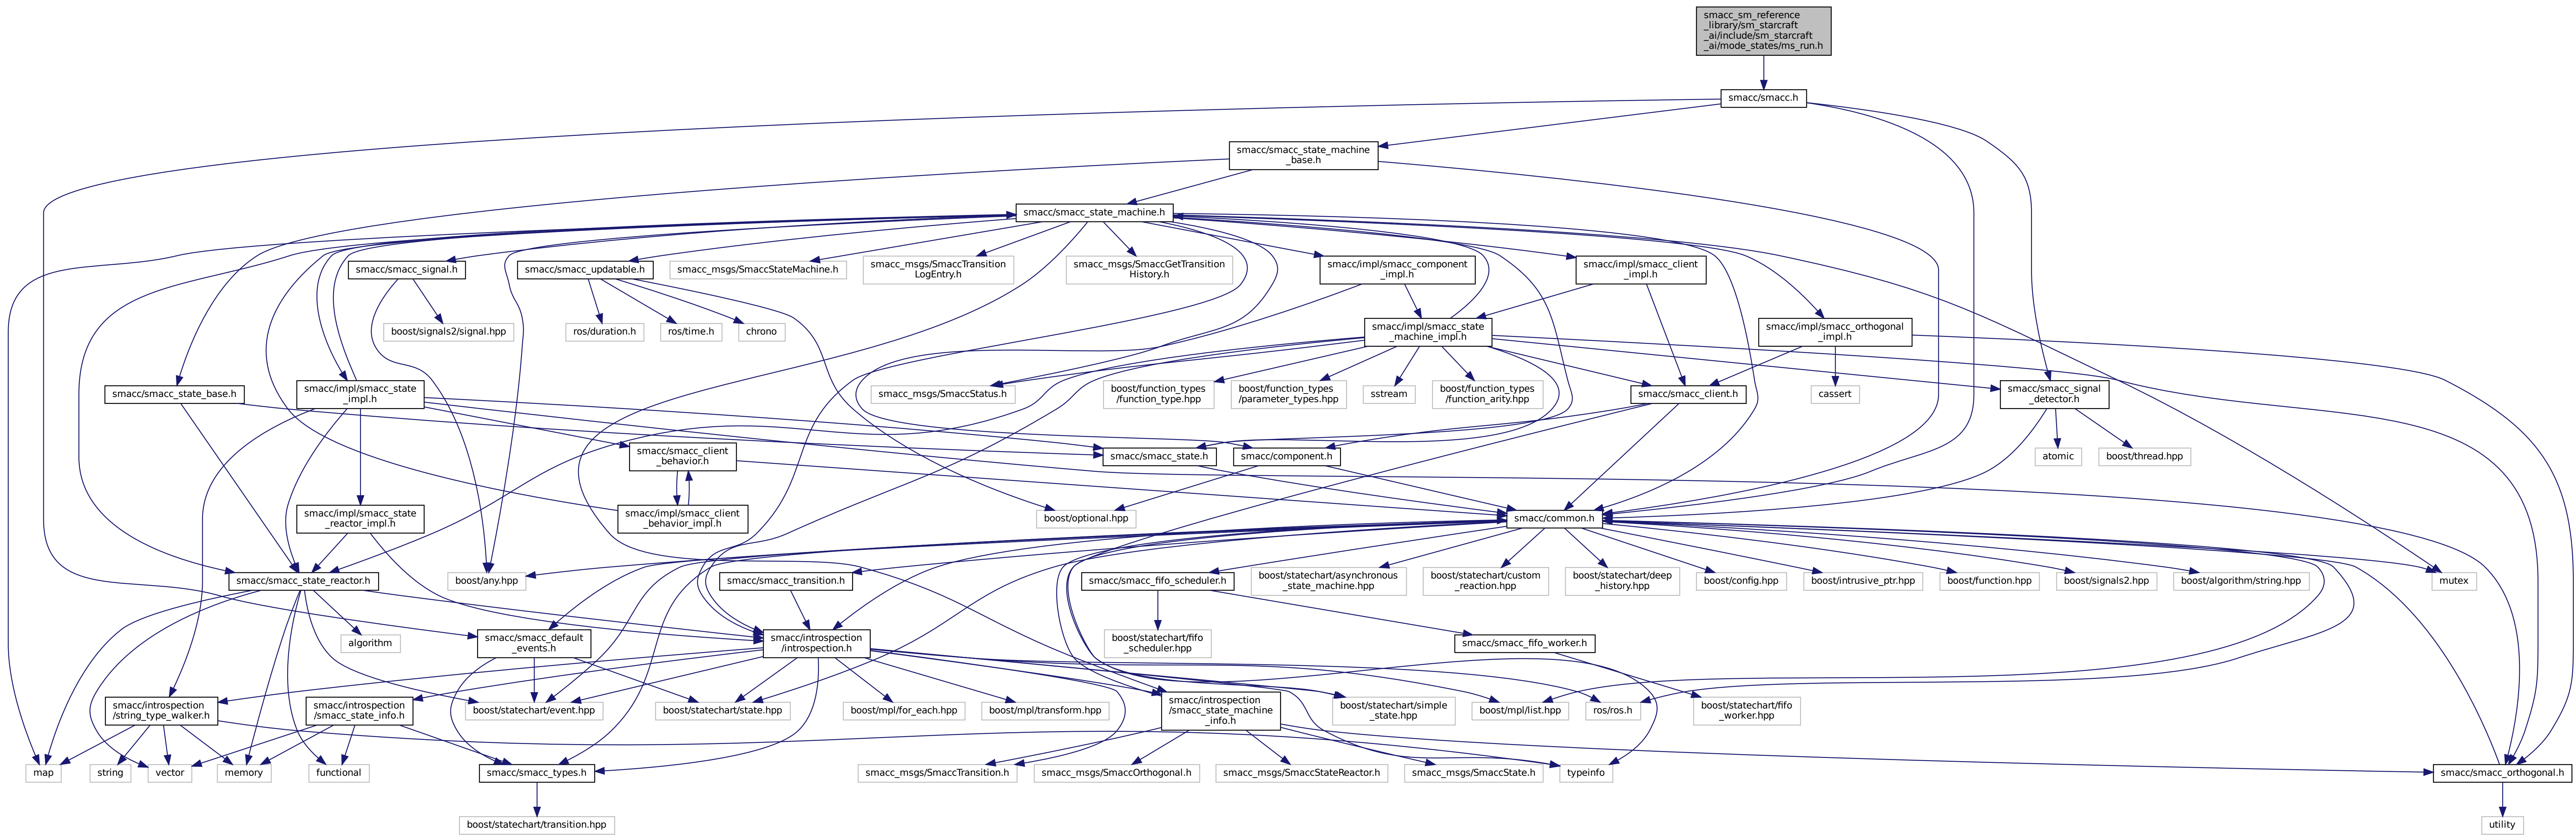 smacc_sm_reference
_library/sm_starcraft
_ai/include/sm_starcraft
_ai/mode_states/ms_run.h
smacc/smacc.h
smacc/smacc_state_machine
_base.h
smacc/smacc_state_machine.h
smacc/smacc_signal.h
smacc/smacc_updatable.h
smacc_msgs/SmaccStateMachine.h
smacc_msgs/SmaccTransition
LogEntry.h
smacc_msgs/SmaccGetTransition
History.h
smacc/impl/smacc_component
_impl.h
smacc/impl/smacc_client
_impl.h
boost/signals2/signal.hpp
ros/duration.h
ros/time.h
chrono
smacc/impl/smacc_state
_machine_impl.h
smacc/impl/smacc_orthogonal
_impl.h
smacc/smacc_state_base.h
smacc/impl/smacc_state
_impl.h
smacc_msgs/SmaccStatus.h
boost/function_types
/function_type.hpp
boost/function_types
/parameter_types.hpp
sstream
boost/function_types
/function_arity.hpp
smacc/smacc_client.h
cassert
smacc/smacc_signal
_detector.h
smacc/smacc_client
_behavior.h
smacc/smacc_state.h
smacc/component.h
atomic
boost/thread.hpp
smacc/impl/smacc_state
_reactor_impl.h
smacc/impl/smacc_client
_behavior_impl.h
boost/optional.hpp
smacc/common.h
smacc/smacc_state_reactor.h
boost/any.hpp
smacc/smacc_transition.h
smacc/smacc_fifo_scheduler.h
boost/statechart/asynchronous
_state_machine.hpp
boost/statechart/custom
_reaction.hpp
boost/statechart/deep
_history.hpp
boost/config.hpp
boost/intrusive_ptr.hpp
boost/function.hpp
boost/signals2.hpp
boost/algorithm/string.hpp
mutex
algorithm
smacc/smacc_default
_events.h
smacc/introspection
/introspection.h
boost/statechart/fifo
_scheduler.hpp
smacc/smacc_fifo_worker.h
smacc/introspection
/string_type_walker.h
smacc/introspection
/smacc_state_info.h
boost/statechart/event.hpp
boost/statechart/state.hpp
boost/mpl/for_each.hpp
boost/mpl/transform.hpp
smacc/introspection
/smacc_state_machine
_info.h
boost/statechart/simple
_state.hpp
boost/mpl/list.hpp
ros/ros.h
boost/statechart/fifo
_worker.hpp
map
string
vector
memory
functional
smacc/smacc_types.h
smacc_msgs/SmaccTransition.h
smacc_msgs/SmaccOrthogonal.h
smacc_msgs/SmaccStateReactor.h
smacc_msgs/SmaccState.h
typeinfo
smacc/smacc_orthogonal.h
boost/statechart/transition.hpp
utility